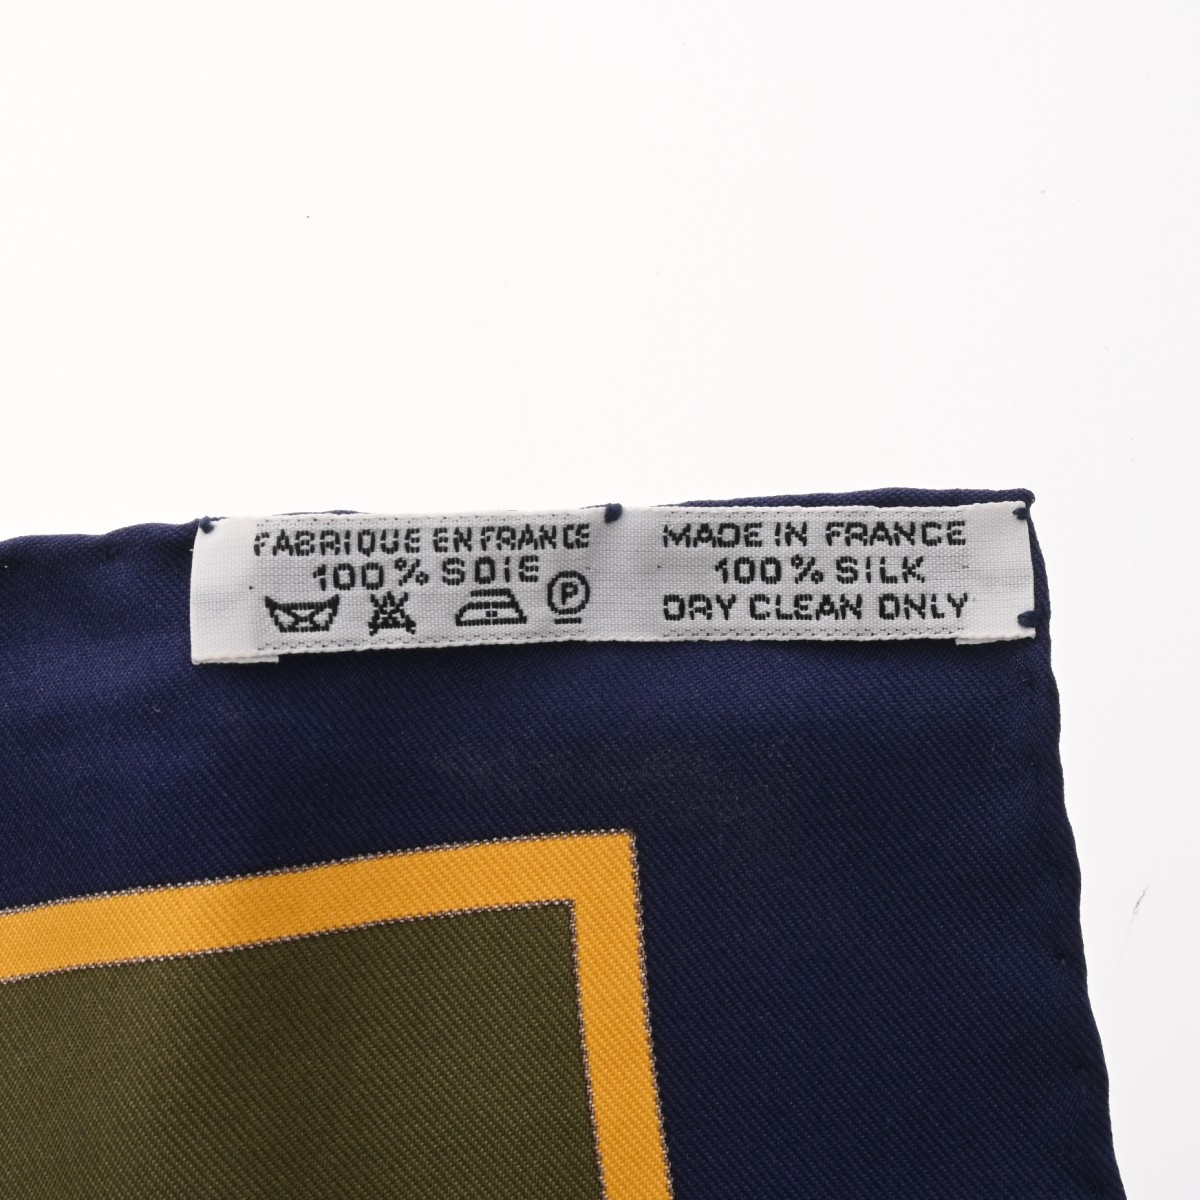 FABRIQUE EN FRANCE
100% SOIE
P
MADE IN FRANCE
100% SILK
DRY CLEAN ONLY